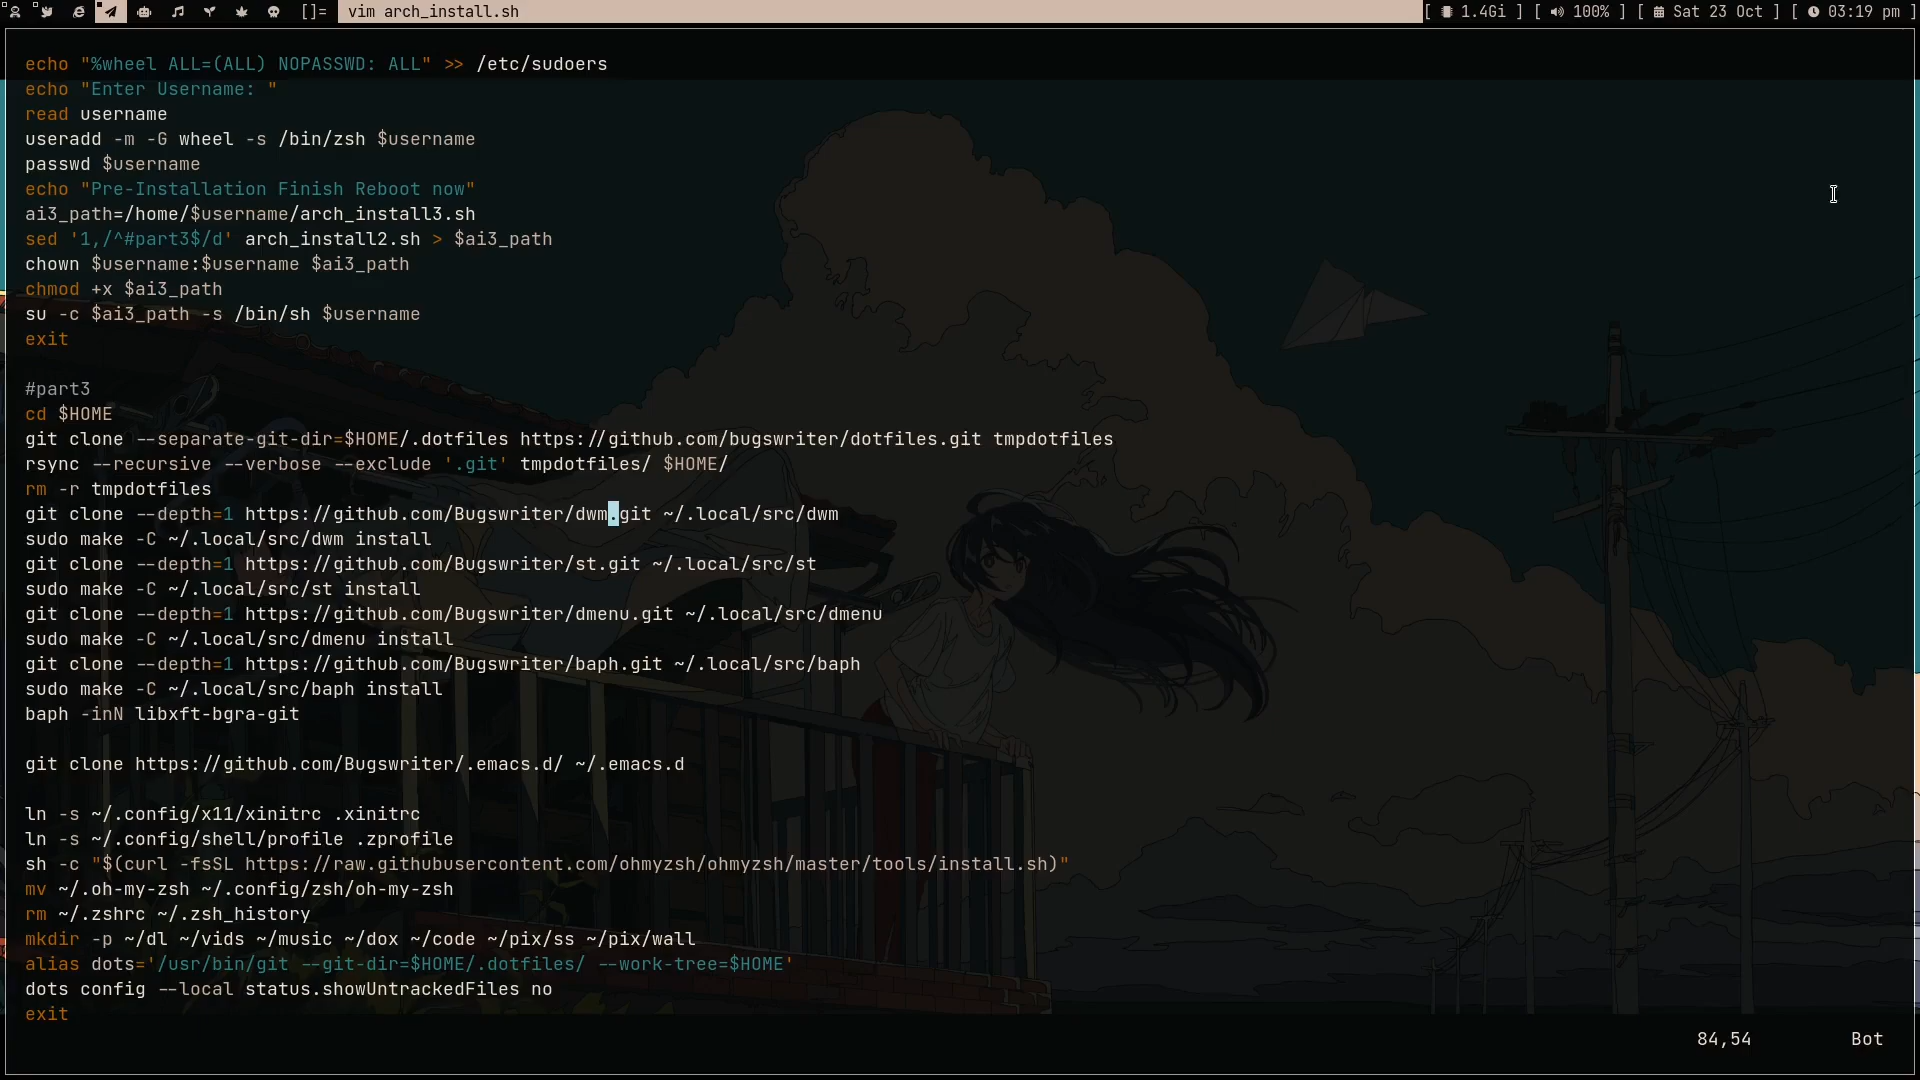 []= vim arch_install.sh [ 1.4Gi ] [ 100% ] [ Sat 23 Oct ] [ 03:19 pm ]
echo "%wheel ALL=(ALL) NOPASSWD: ALL" >> /etc/sudoers
echo "Enter Username: "
read username
useradd -m -G wheel -s /bin/zsh $username
passwd $username
echo "Pre-Installation Finish Reboot now"
ai3_path=/home/$username/arch_install3.sh
sed '1,/^#part3$/d' arch_install2.sh > $ai3_path
chown $username:$username $ai3_path
chmod +x $ai3_path
su -c $ai3_path -s /bin/sh $username
exit
#part3
cd $HOME
git clone --separate-git-dir=$HOME/.dotfiles https://github.com/bugswriter/dotfiles.git tmpdotfiles
rsync --recursive --verbose --exclude '.git' tmpdotfiles/ $HOME/
rm -r tmpdotfiles
git clone --depth=1 https://github.com/Bugswriter/dwm.git ~/.local/src/dwm
sudo make -C ~/.local/src/dwm install
git clone --depth=1 https://github.com/Bugswriter/st.git ~/.local/src/st
sudo make -C ~/.local/src/st install
git clone --depth=1 https://github.com/Bugswriter/dmenu.git ~/.local/src/dmenu
sudo make -C ~/.local/src/dmenu install
git clone --depth=1 https://github.com/Bugswriter/baph.git ~/.local/src/baph
sudo make -C ~/.local/src/baph install
baph -inN libxft-bgra-git
git clone https://github.com/Bugswriter/.emacs.d/ ~/.emacs.d
ln -s ~/.config/x11/xinitrc .xinitrc
ln -s ~/.config/shell/profile .zprofile
sh -c "$(curl -fsSL https://raw.githubusercontent.com/ohmyzsh/ohmyzsh/master/tools/install.sh)"
mv ~/.oh-my-zsh ~/.config/zsh/oh-my-zsh
rm ~/.zshrc ~/.zsh_history
mkdir -p ~/dl ~/vids ~/music ~/dox ~/code ~/pix/ss ~/pix/wall
alias dots='/usr/bin/git --git-dir=$HOME/.dotfiles/ --work-tree=$HOME'
dots config --local status.showUntrackedFiles no
exit
84,54 Bot